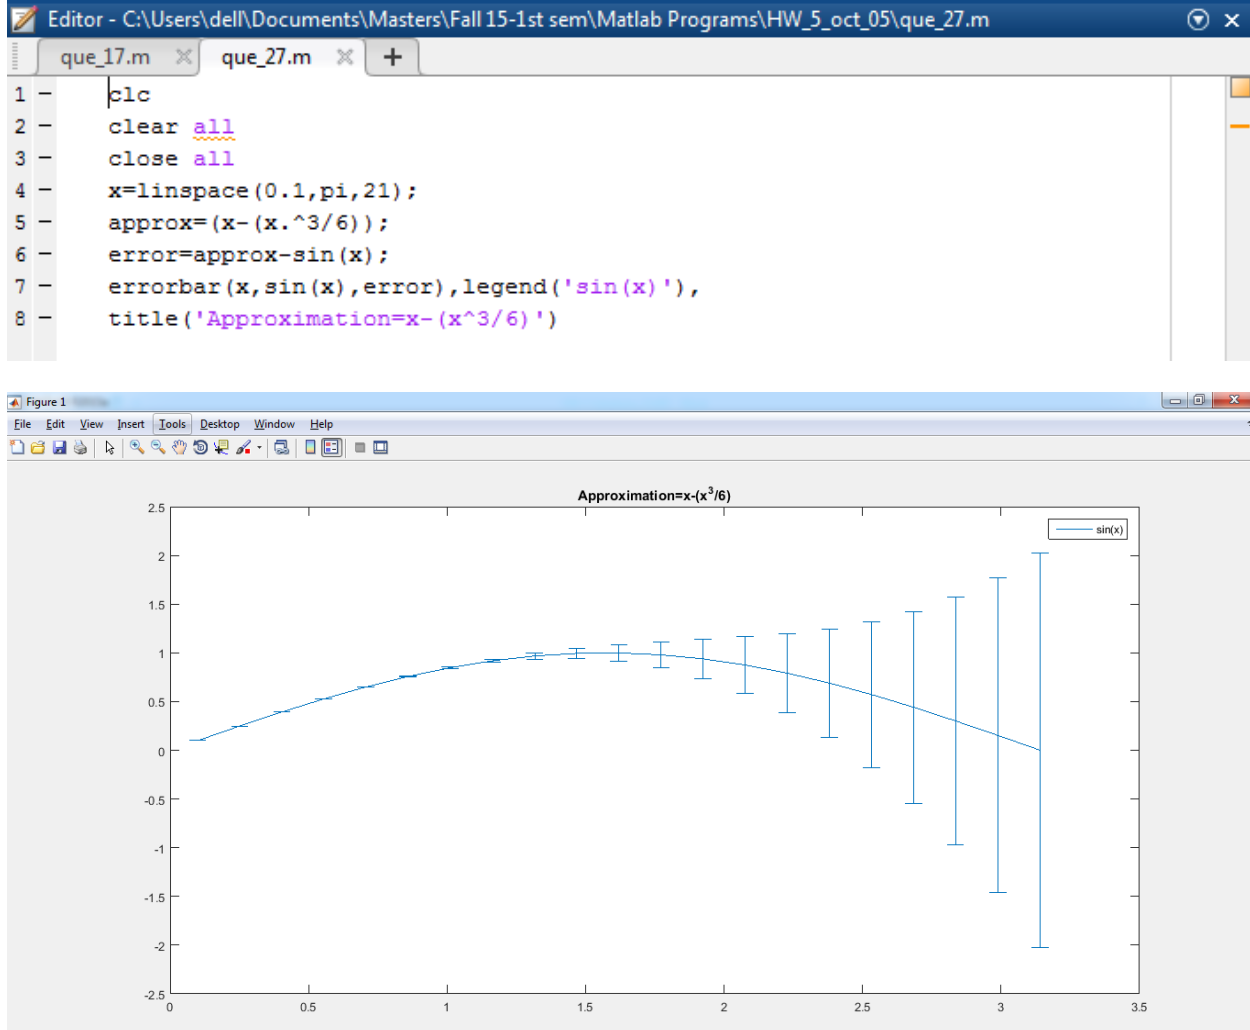 Editor - C:\Users\dell\Documents\Masters\Fall 15-1st sem\Matlab Programs\HW_5_oct_05\que_27.m
que_17.m × que_27.m × +
1 - clc
2 - clear all
3 - close all
4 - x=linspace(0.1,pi,21);
5 - approx=(x-(x.^3/6));
6 - error=approx-sin(x);
7 - errorbar(x,sin(x),error),legend('sin(x)'),
8 - title('Approximation=x-(x^3/6)')
Figure 1
File Edit View Insert Tools Desktop Window Help
Approximation=x-(x³/6)
sin(x)
2.5
2
1.5
1
0.5
0
-0.5
-1
-1.5
-2
-2.5
0 0.5 1 1.5 2 2.5 3 3.5